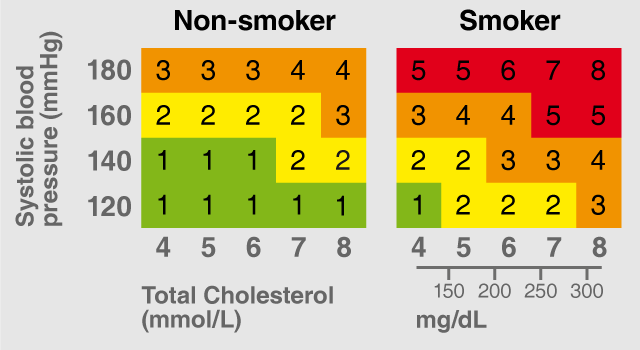 Non-smoker Smoker
Systolic blood
pressure (mmHg)
180 3 3 3 4 4 5 5 6 7 8
160 2 2 2 2 3 3 4 4 5 5
140 1 1 1 2 2 2 2 3 3 4
120 1 1 1 1 1 1 2 2 2 3
4 5 6 7 8 4 5 6 7 8
150 200 250 300
Total Cholesterol
(mmol/L) mg/dL